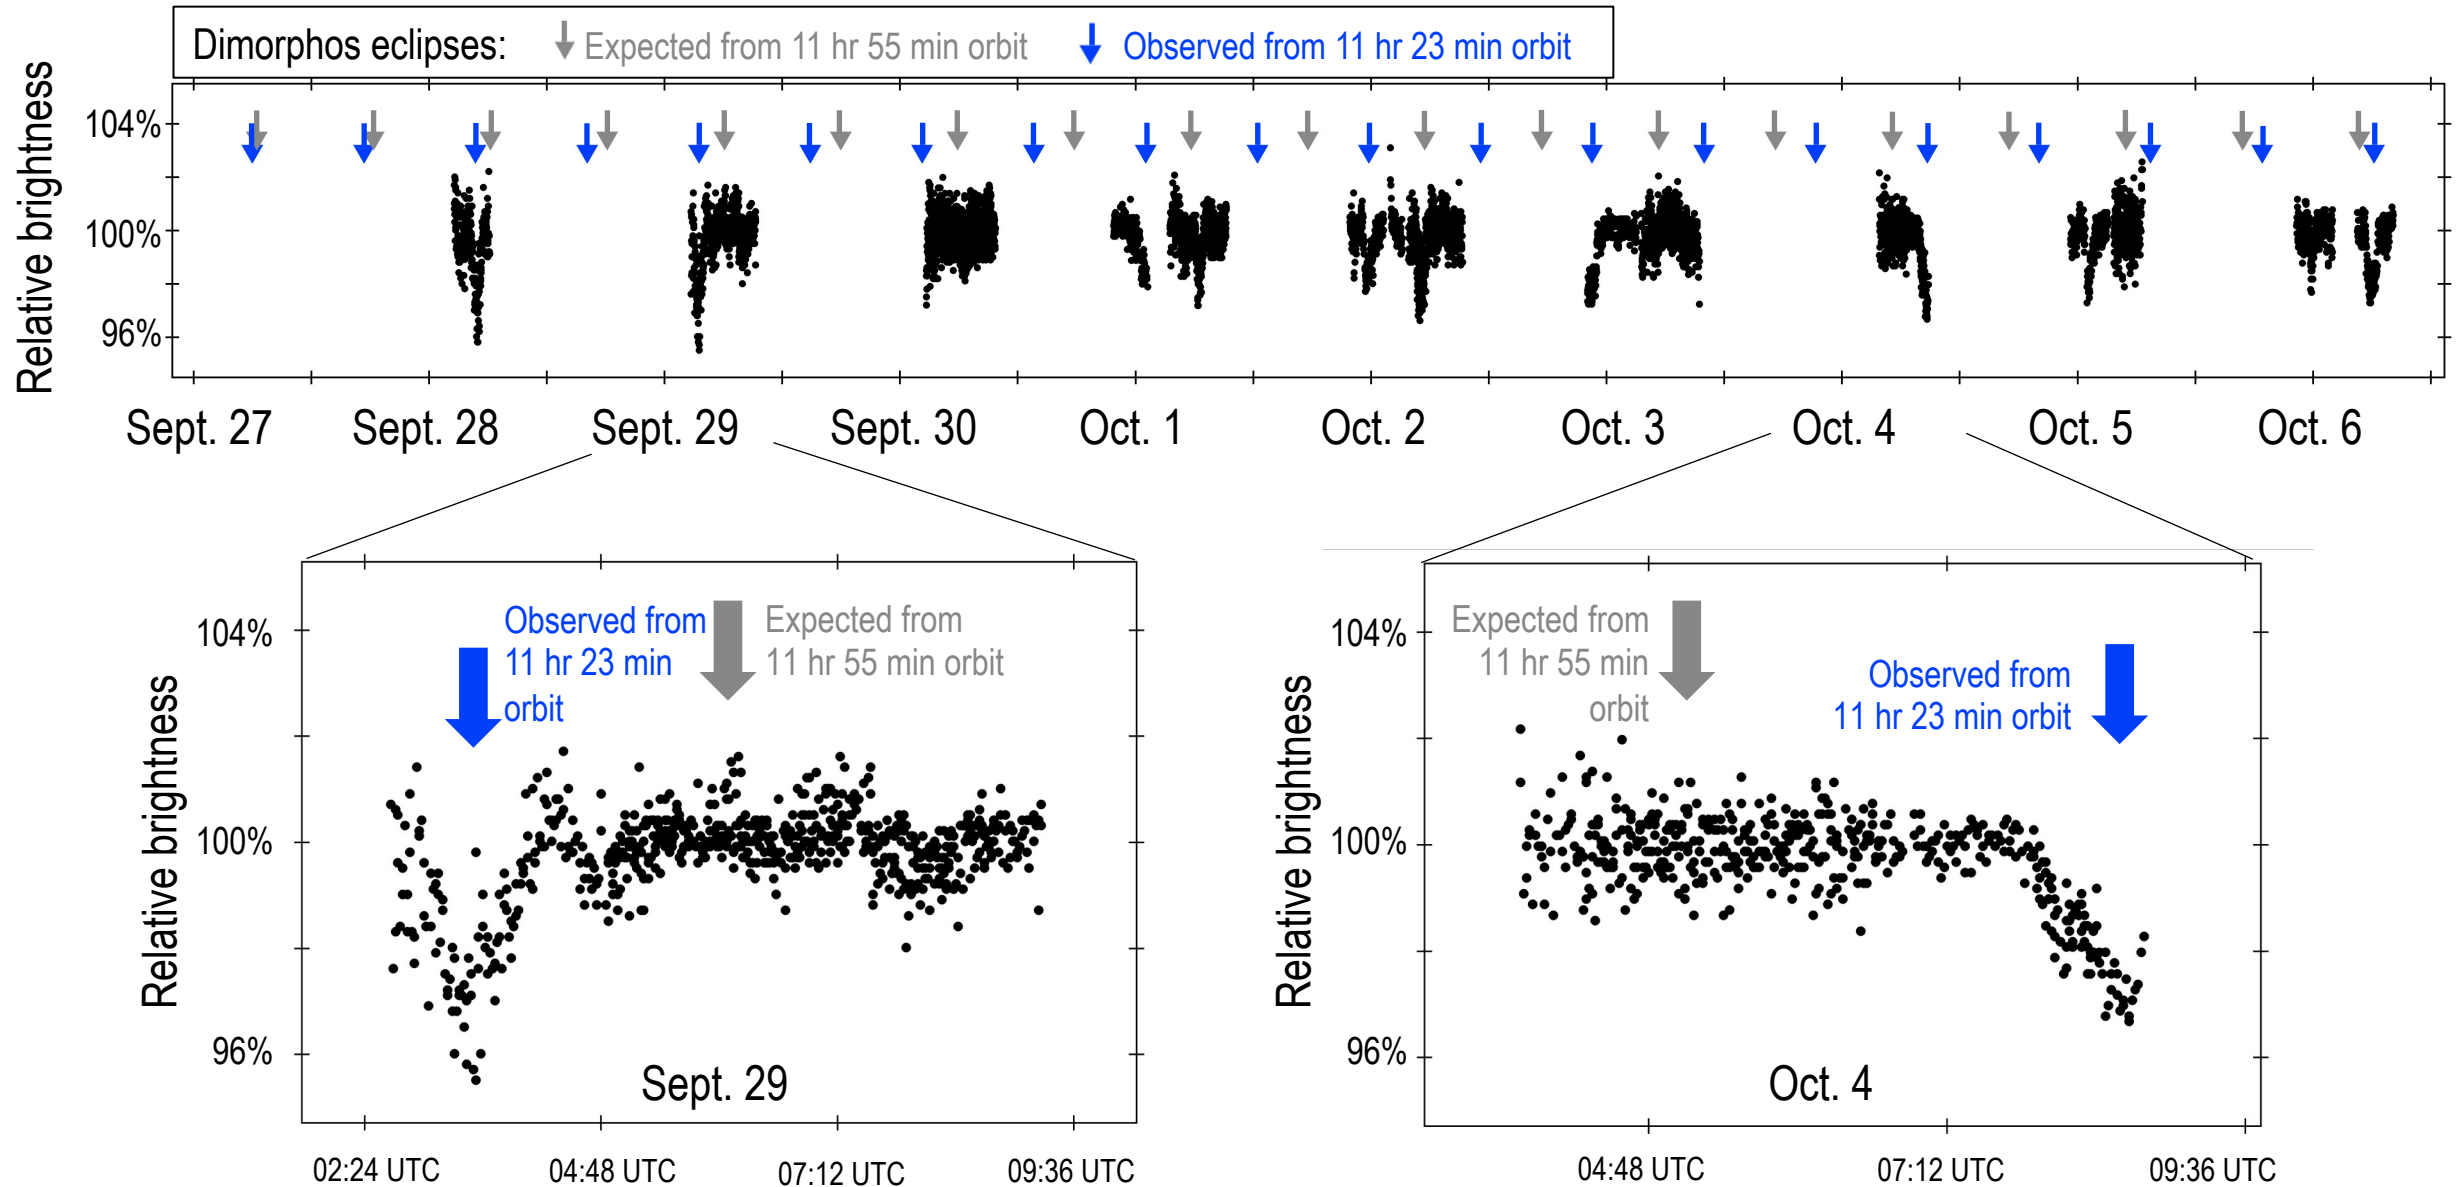 Dimorphos eclipses: Expected from 11 hr 55 min orbit Observed from 11 hr 23 min orbit
Relative brightness
104%
100%
96%
Sept. 27 Sept. 28 Sept. 29 Sept. 30 Oct. 1 Oct. 2 Oct. 3 Oct. 4 Oct. 5 Oct. 6
Relative brightness
104%
100%
96%
Observed from
11 hr 23 min
orbit
Expected from
11 hr 55 min orbit
Sept. 29
02:24 UTC 04:48 UTC 07:12 UTC 09:36 UTC
Relative brightness
104%
100%
96%
Expected from
11 hr 55 min
orbit
Observed from
11 hr 23 min orbit
Oct. 4
04:48 UTC 07:12 UTC 09:36 UTC